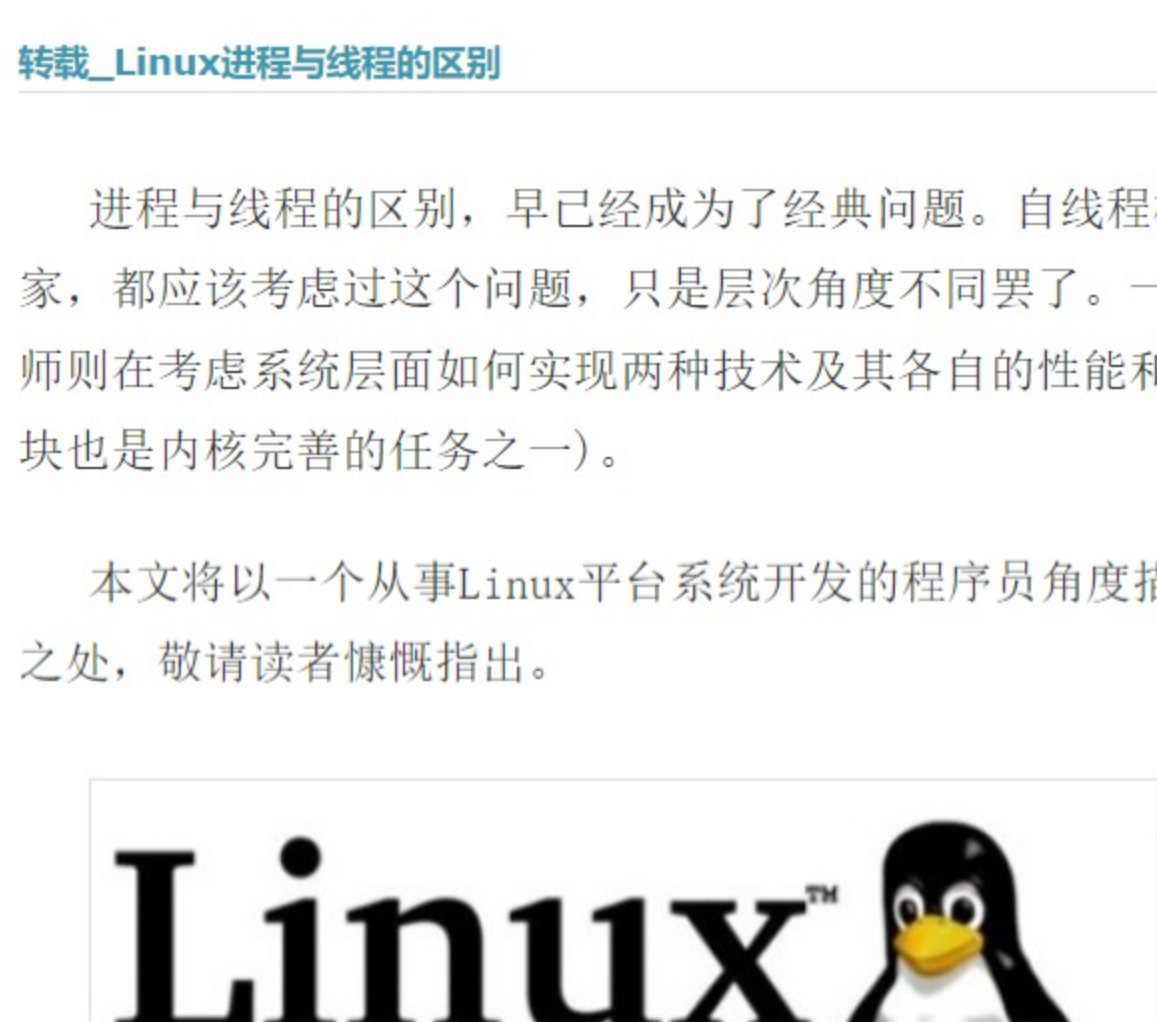 转载_Linux进程与线程的区别
进程与线程的区别，早已经成为了经典问题。自线程
家，都应该考虑过这个问题，只是层次角度不同罢了。一
师则在考虑系统层面如何实现两种技术及其各自的性能和
块也是内核完善的任务之一)。
本文将以一个从事Linux平台系统开发的程序员角度描
之处，敬请读者慷慨指出。
Linux™